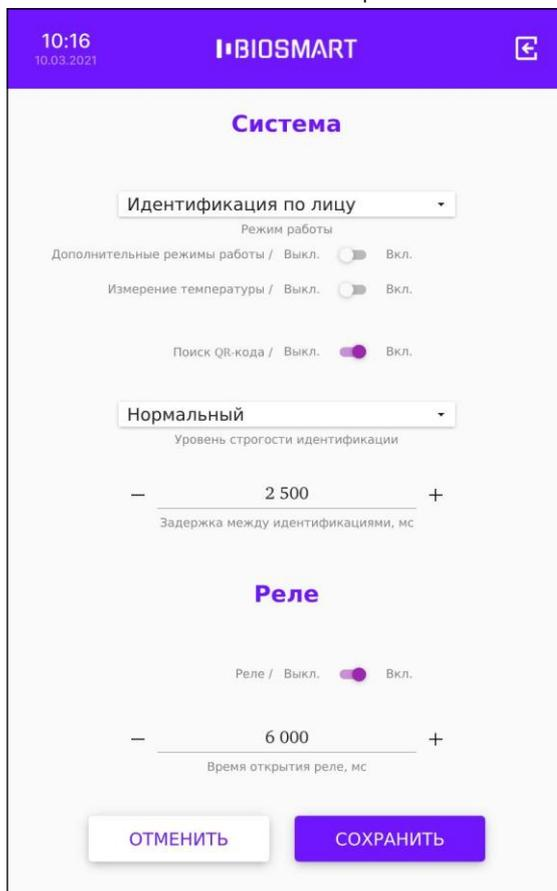 10:16
10.03.2021
BIOSMART
Система
Идентификация по лицу
Режим работы
Дополнительные режимы работы / Выкл. Вкл.
Измерение температуры / Выкл. Вкл.
Поиск QR-кода / Выкл. Вкл.
Нормальный
Уровень строгости идентификации
− 2 500 +
Задержка между идентификациями, мс
Реле
Реле / Выкл. Вкл.
− 6 000 +
Время открытия реле, мс
ОТМЕНИТЬ СОХРАНИТЬ